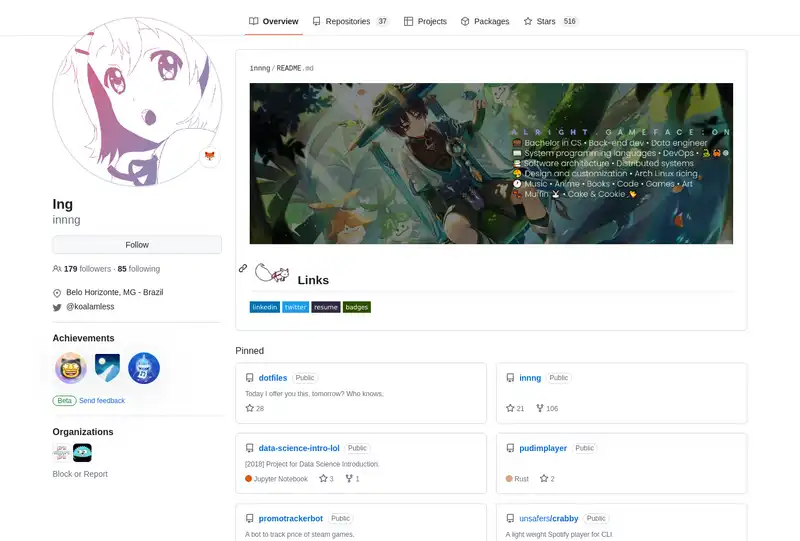 Overview
Repositories 37
Projects
Packages
Stars 516
innng / README.md
ALRIGHT. GAMEFACE:ON
Bachelor in CS • Back-end dev • Data engineer
System programming languages • DevOps •
Software architecture • Distributed systems
Design and customization • Arch Linux ricing
Music • Anime • Books • Code • Games • Art
Muffin • Cake & Cookie
Ing
innng
Follow
179 followers · 85 following
Belo Horizonte, MG - Brazil
@koalamless
Achievements
Beta Send feedback
Organizations
Block or Report
Links
linkedin twitter resume badges
Pinned
dotfiles Public
Today I offer you this, tomorrow? Who knows.
28
innng Public
21 106
data-science-intro-lol Public
[2018] Project for Data Science Introduction.
Jupyter Notebook 3 1
pudimplayer Public
Rust 2
promotrackerbot Public
A bot to track price of steam games.
unsafers/crabby Public
A light weight Spotify player for CLI